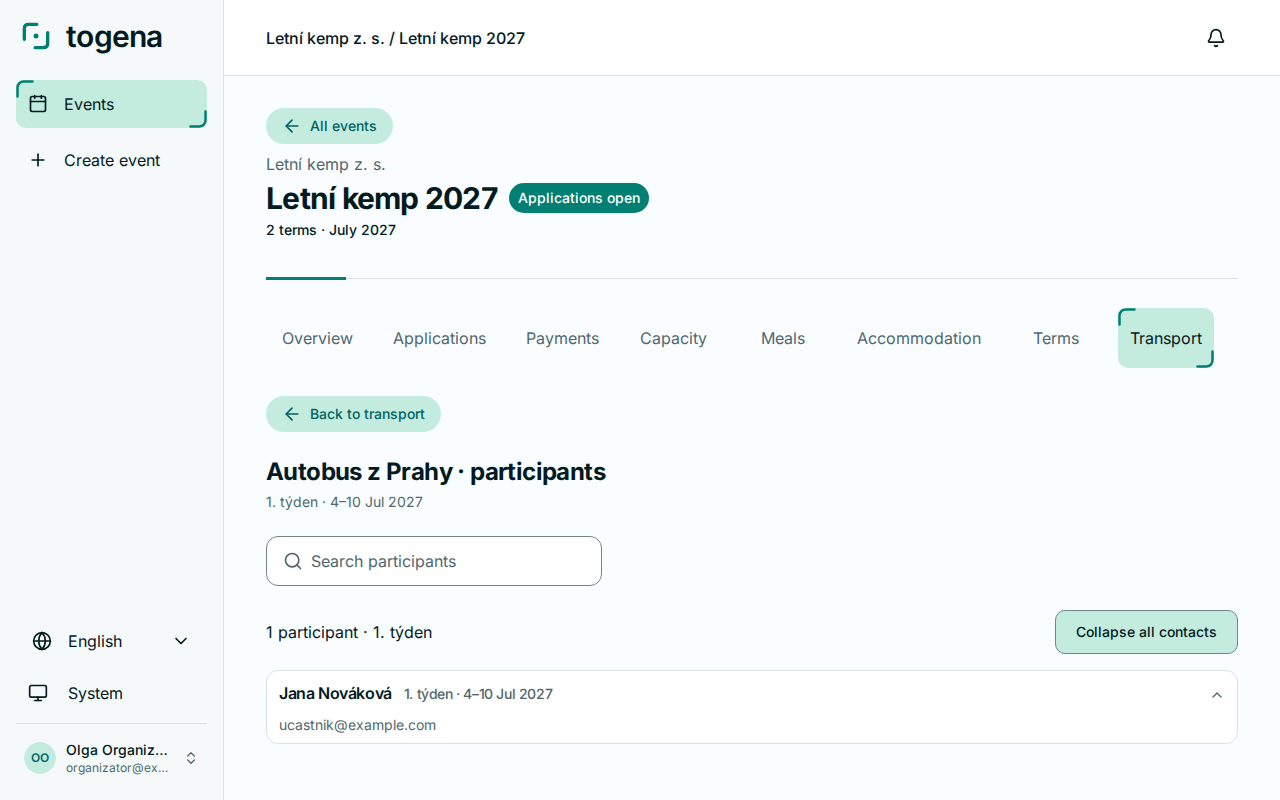 togena
Events
Create event
English
System
OO
Olga Organiz...
organizator@ex...
Letní kemp z. s. / Letní kemp 2027
All events
Letní kemp z. s.
Letní kemp 2027
Applications open
2 terms · July 2027
Overview
Applications
Payments
Capacity
Meals
Accommodation
Terms
Transport
Back to transport
Autobus z Prahy · participants
1. týden · 4–10 Jul 2027
Search participants
1 participant · 1. týden
Collapse all contacts
Jana Nováková 1. týden · 4–10 Jul 2027
ucastnik@example.com